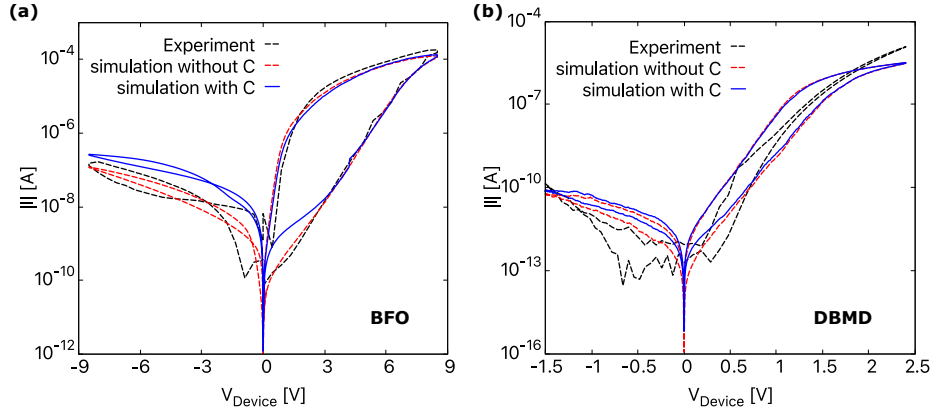 (a)
10^-4
10^-6
10^-8
10^-10
10^-12
|I| [A]
Experiment
simulation without C
simulation with C
BFO
-9 -6 -3 0 3 6 9
V_Device [V]
(b)
10^-4
10^-7
10^-10
10^-13
10^-16
|I| [A]
Experiment
simulation without C
simulation with C
DBMD
-1.5 -1 -0.5 0 0.5 1 1.5 2 2.5
V_Device [V]